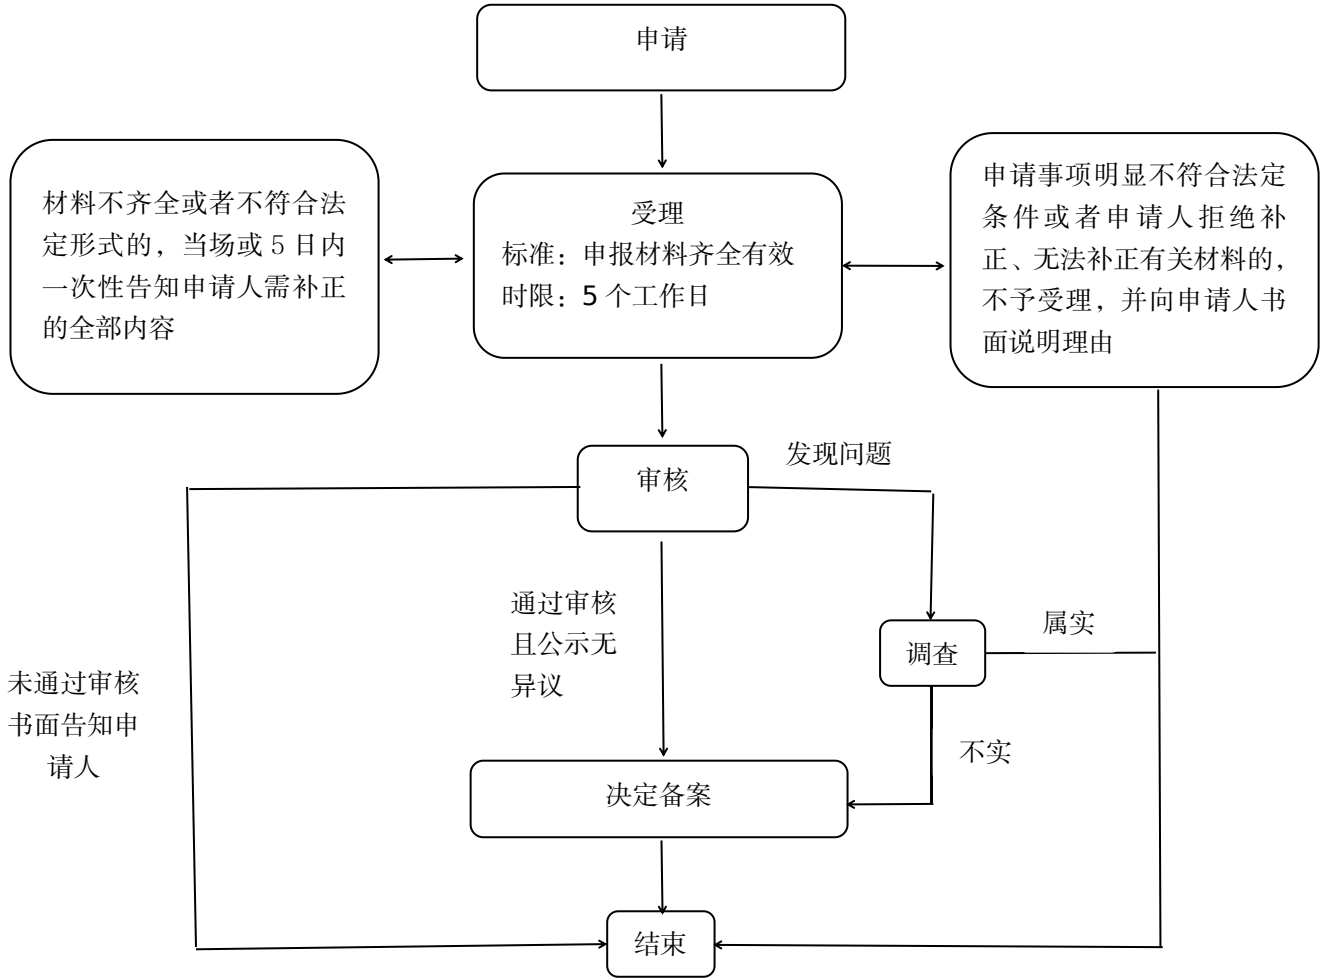 申请
材料不齐全或者不符合法
定形式的，当场或 5 日内
一次性告知申请人需补正
的全部内容
受理
标准：申报材料齐全有效
时限：5 个工作日
申请事项明显不符合法定
条件或者申请人拒绝补
正、无法补正有关材料的，
不予受理，并向申请人书
面说明理由
审核
发现问题
通过审核
且公示无
异议
调查
属实
未通过审核
书面告知申
请人
不实
决定备案
结束